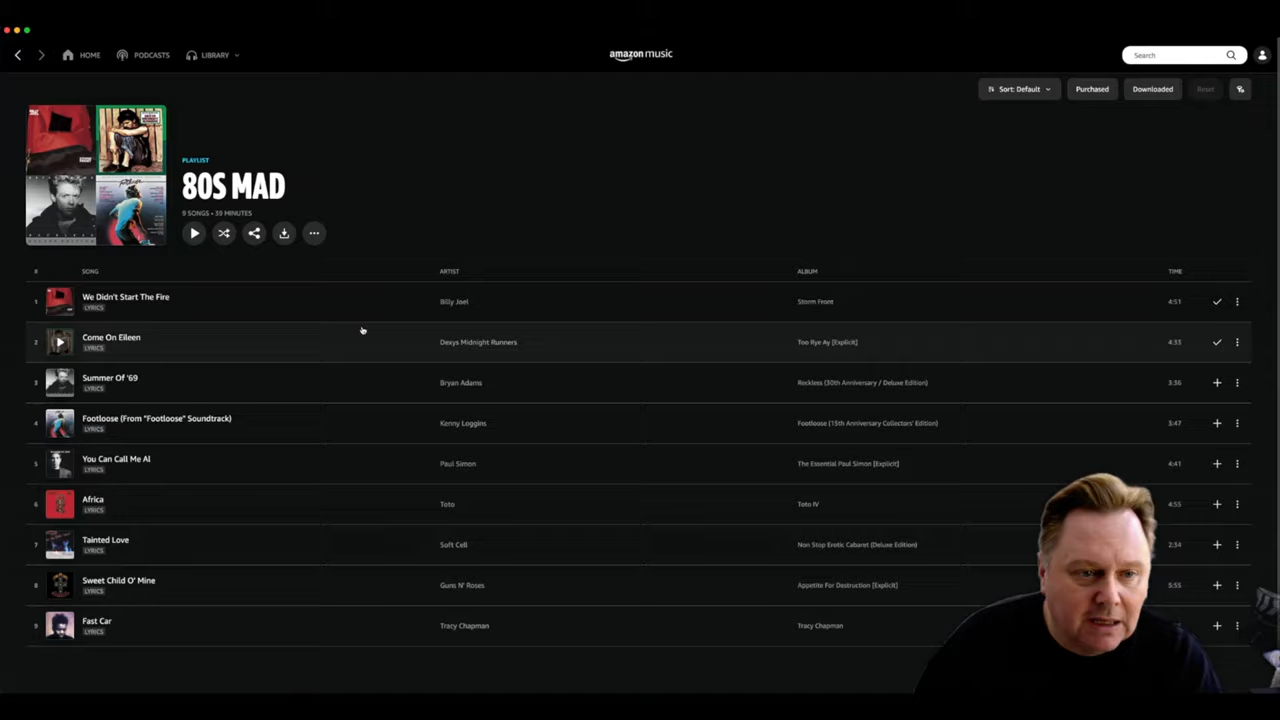 HOME PODCASTS LIBRARY amazon music Search
Sort: Default Purchased Downloaded Reset
PLAYLIST
80S MAD
9 SONGS • 39 MINUTES
# SONG ARTIST ALBUM TIME
1 We Didn't Start The Fire Billy Joel Storm Front 4:51
LYRICS
2 Come On Eileen Dexys Midnight Runners Too Rye Ay [Explicit] 4:33
LYRICS
3 Summer Of '69 Bryan Adams Reckless (30th Anniversary / Deluxe Edition) 3:36
LYRICS
4 Footloose (From "Footloose" Soundtrack) Kenny Loggins Footloose (15th Anniversary Collectors' Edition) 3:47
LYRICS
5 You Can Call Me Al Paul Simon The Essential Paul Simon [Explicit] 4:41
LYRICS
6 Africa Toto Toto IV 4:55
LYRICS
7 Tainted Love Soft Cell Non Stop Erotic Cabaret (Deluxe Edition) 2:34
LYRICS
8 Sweet Child O' Mine Guns N' Roses Appetite For Destruction [Explicit] 5:55
LYRICS
9 Fast Car Tracy Chapman Tracy Chapman
LYRICS